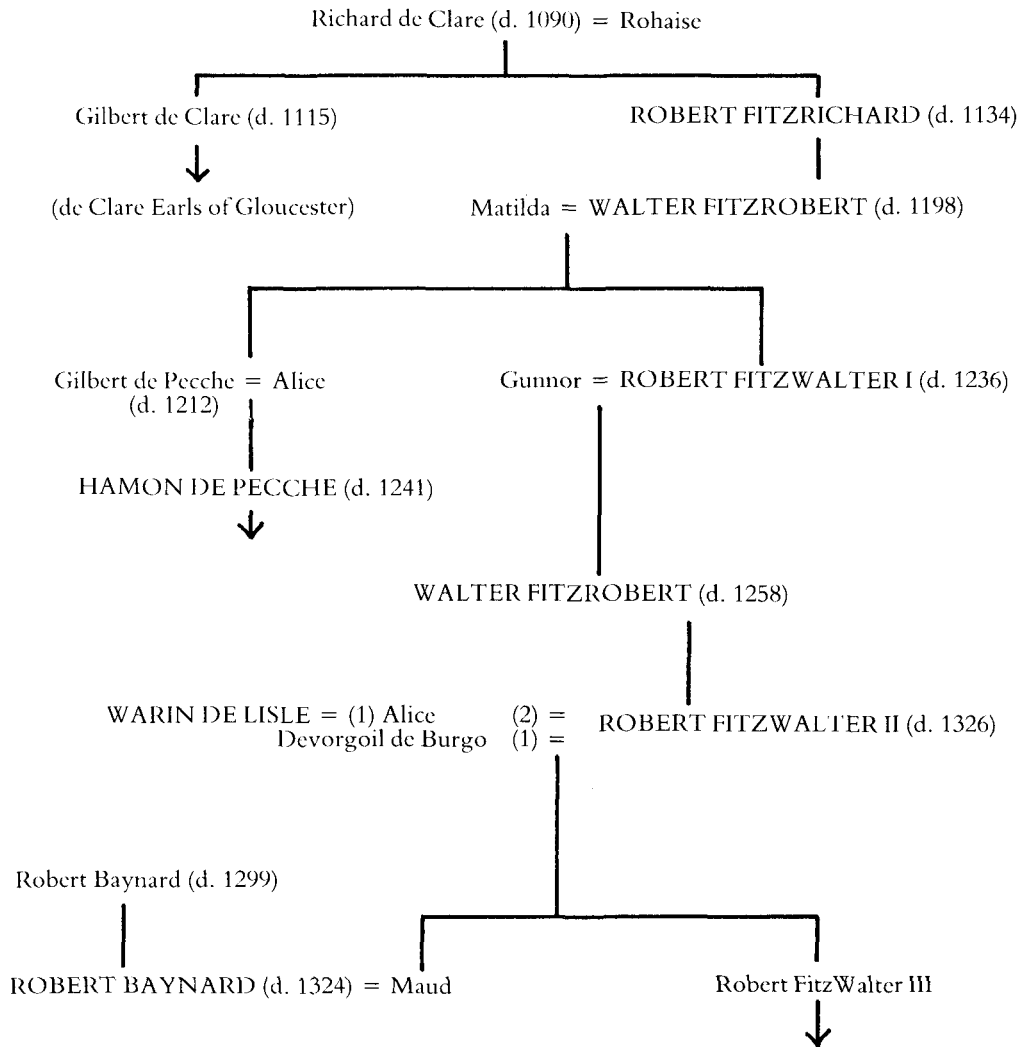 Richard de Clare (d. 1090) = Rohaise
Gilbert de Clare (d. 1115)
ROBERT FITZRICHARD (d. 1134)
(de Clare Earls of Gloucester)
Matilda = WALTER FITZROBERT (d. 1198)
Gilbert de Pecche = Alice
(d. 1212)
Gunnor = ROBERT FITZWALTER I (d. 1236)
HAMON DE PECCHE (d. 1241)
WALTER FITZROBERT (d. 1258)
WARIN DE LISLE = (1) Alice (2) =
Devorgoil de Burgo (1) =
ROBERT FITZWALTER II (d. 1326)
Robert Baynard (d. 1299)
ROBERT BAYNARD (d. 1324) = Maud
Robert FitzWalter III